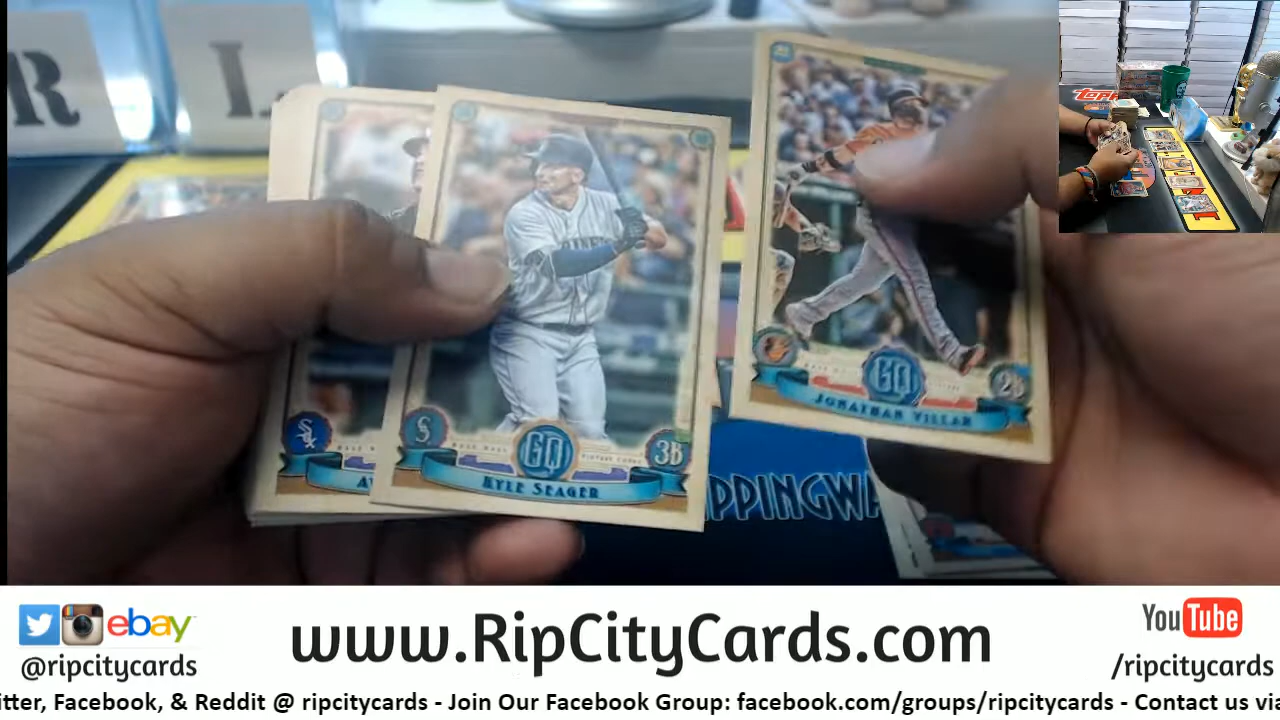 R
L
topps
GQ
JONATHAN VILLAR
2B
S
GQ
3B
KYLE SEAGER
Sox
PPINGWA
ebay
@ripcitycards
www.RipCityCards.com
YouTube
/ripcitycards
itter, Facebook, & Reddit @ ripcitycards - Join Our Facebook Group: facebook.com/groups/ripcitycards - Contact us via